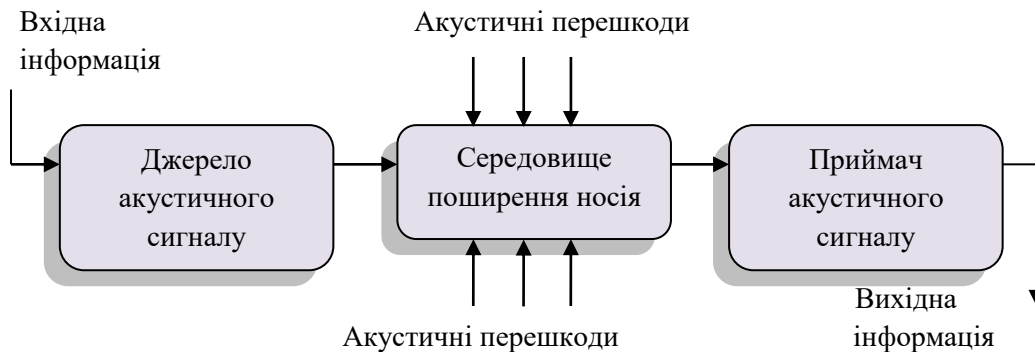 Вхідна
інформація
Акустичні перешкоди
Джерело
акустичного
сигналу
Середовище
поширення носія
Приймач
акустичного
сигналу
Акустичні перешкоди
Вихідна
інформація